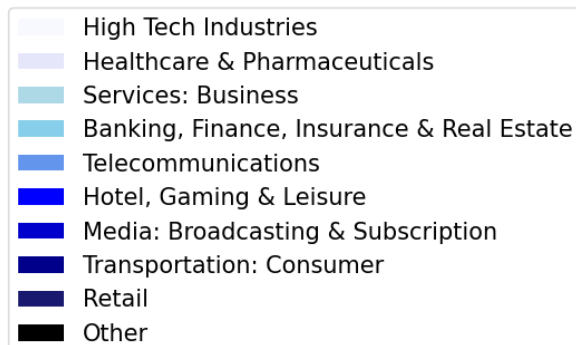 High Tech Industries
Healthcare & Pharmaceuticals
Services: Business
Banking, Finance, Insurance & Real Estate
Telecommunications
Hotel, Gaming & Leisure
Media: Broadcasting & Subscription
Transportation: Consumer
Retail
Other